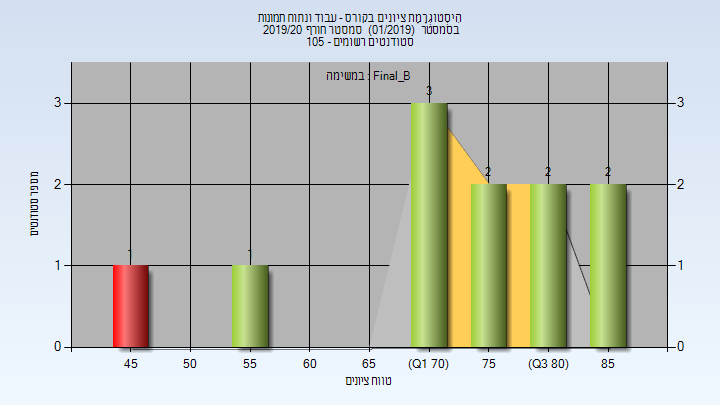 היסטוגרמת ציונים בקורס - עבוד ונתוח תמונות
בסמסטר (01/2019) סמסטר חורף 2019/20
סטודנטים רשומים - 105
במשימה : Final_B
מספר סטודנטים
3
2
1
0
3
2
1
0
1
1
3
2
2
2
45
50
55
60
65
(Q1 70)
75
(Q3 80)
85
טווח ציונים